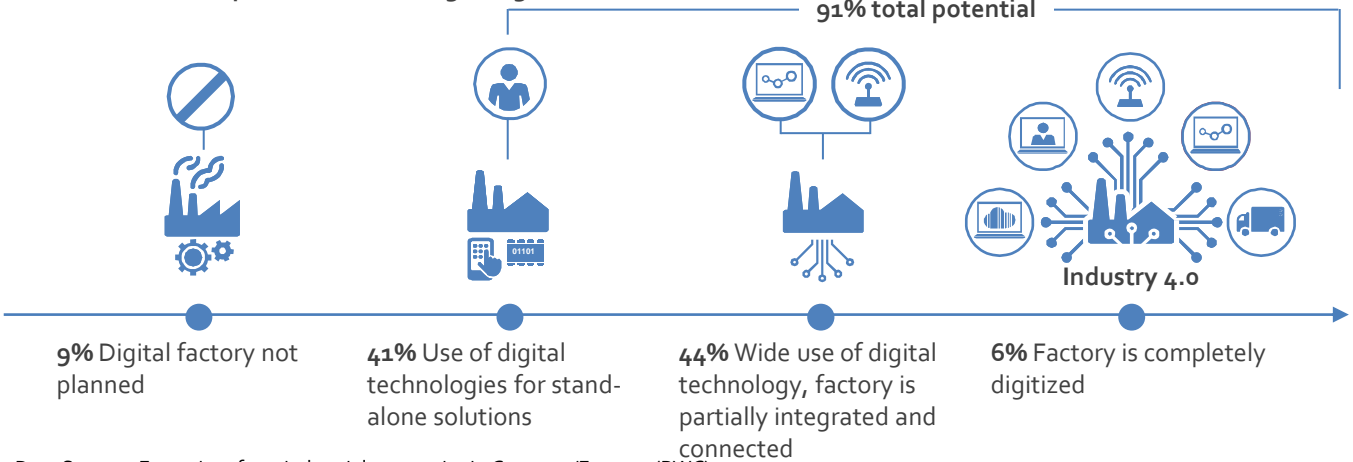 91% total potential
01101
Industry 4.0
9% Digital factory not
planned
41% Use of digital
technologies for stand-
alone solutions
44% Wide use of digital
technology, factory is
partially integrated and
connected
6% Factory is completely
digitized